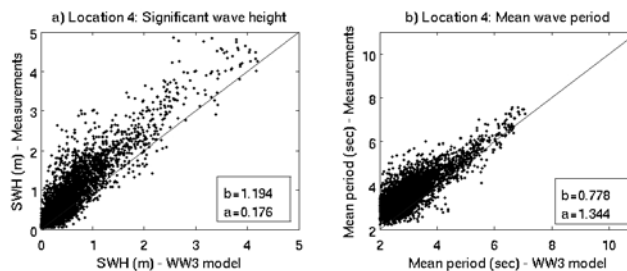 a) Location 4: Significant wave height
5
4
3
2
1
0
SWH (m) - Measurements
0 1 2 3 4 5
SWH (m) - WW3 model
b=1.194
a=0.176
b) Location 4: Mean wave period
10
8
6
4
2
Mean period (sec) - Measurements
2 4 6 8 10
Mean period (sec) - WW3 model
b=0.778
a=1.344